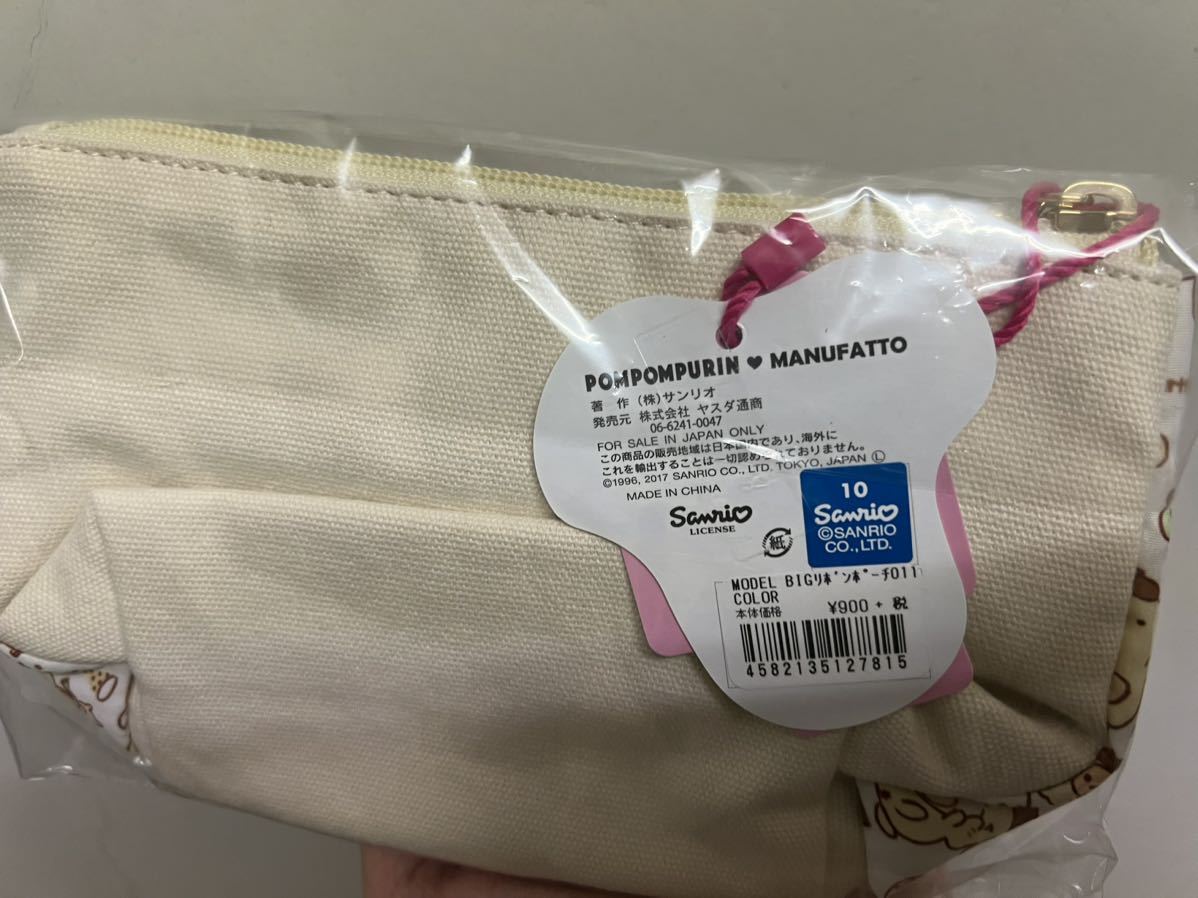 POMPOMPURIN ♥ MANUFATTO
著 作 (株)サンリオ
発売元 株式会社 ヤスダ通商
06-6241-0047
FOR SALE IN JAPAN ONLY
この商品の販売地域は日本国内であり、海外に
これを輸出することは一切認められておりません。
©1996, 2017 SANRIO CO., LTD. TOKYO, JAPAN Ⓛ
MADE IN CHINA
Sanrio
LICENSE
紙
10
Sanrio
©SANRIO
CO.,LTD.
MODEL BIGﾘﾎﾞﾝﾎﾟｰﾁ011
COLOR
本体価格 ¥900 + 税
4582135127815